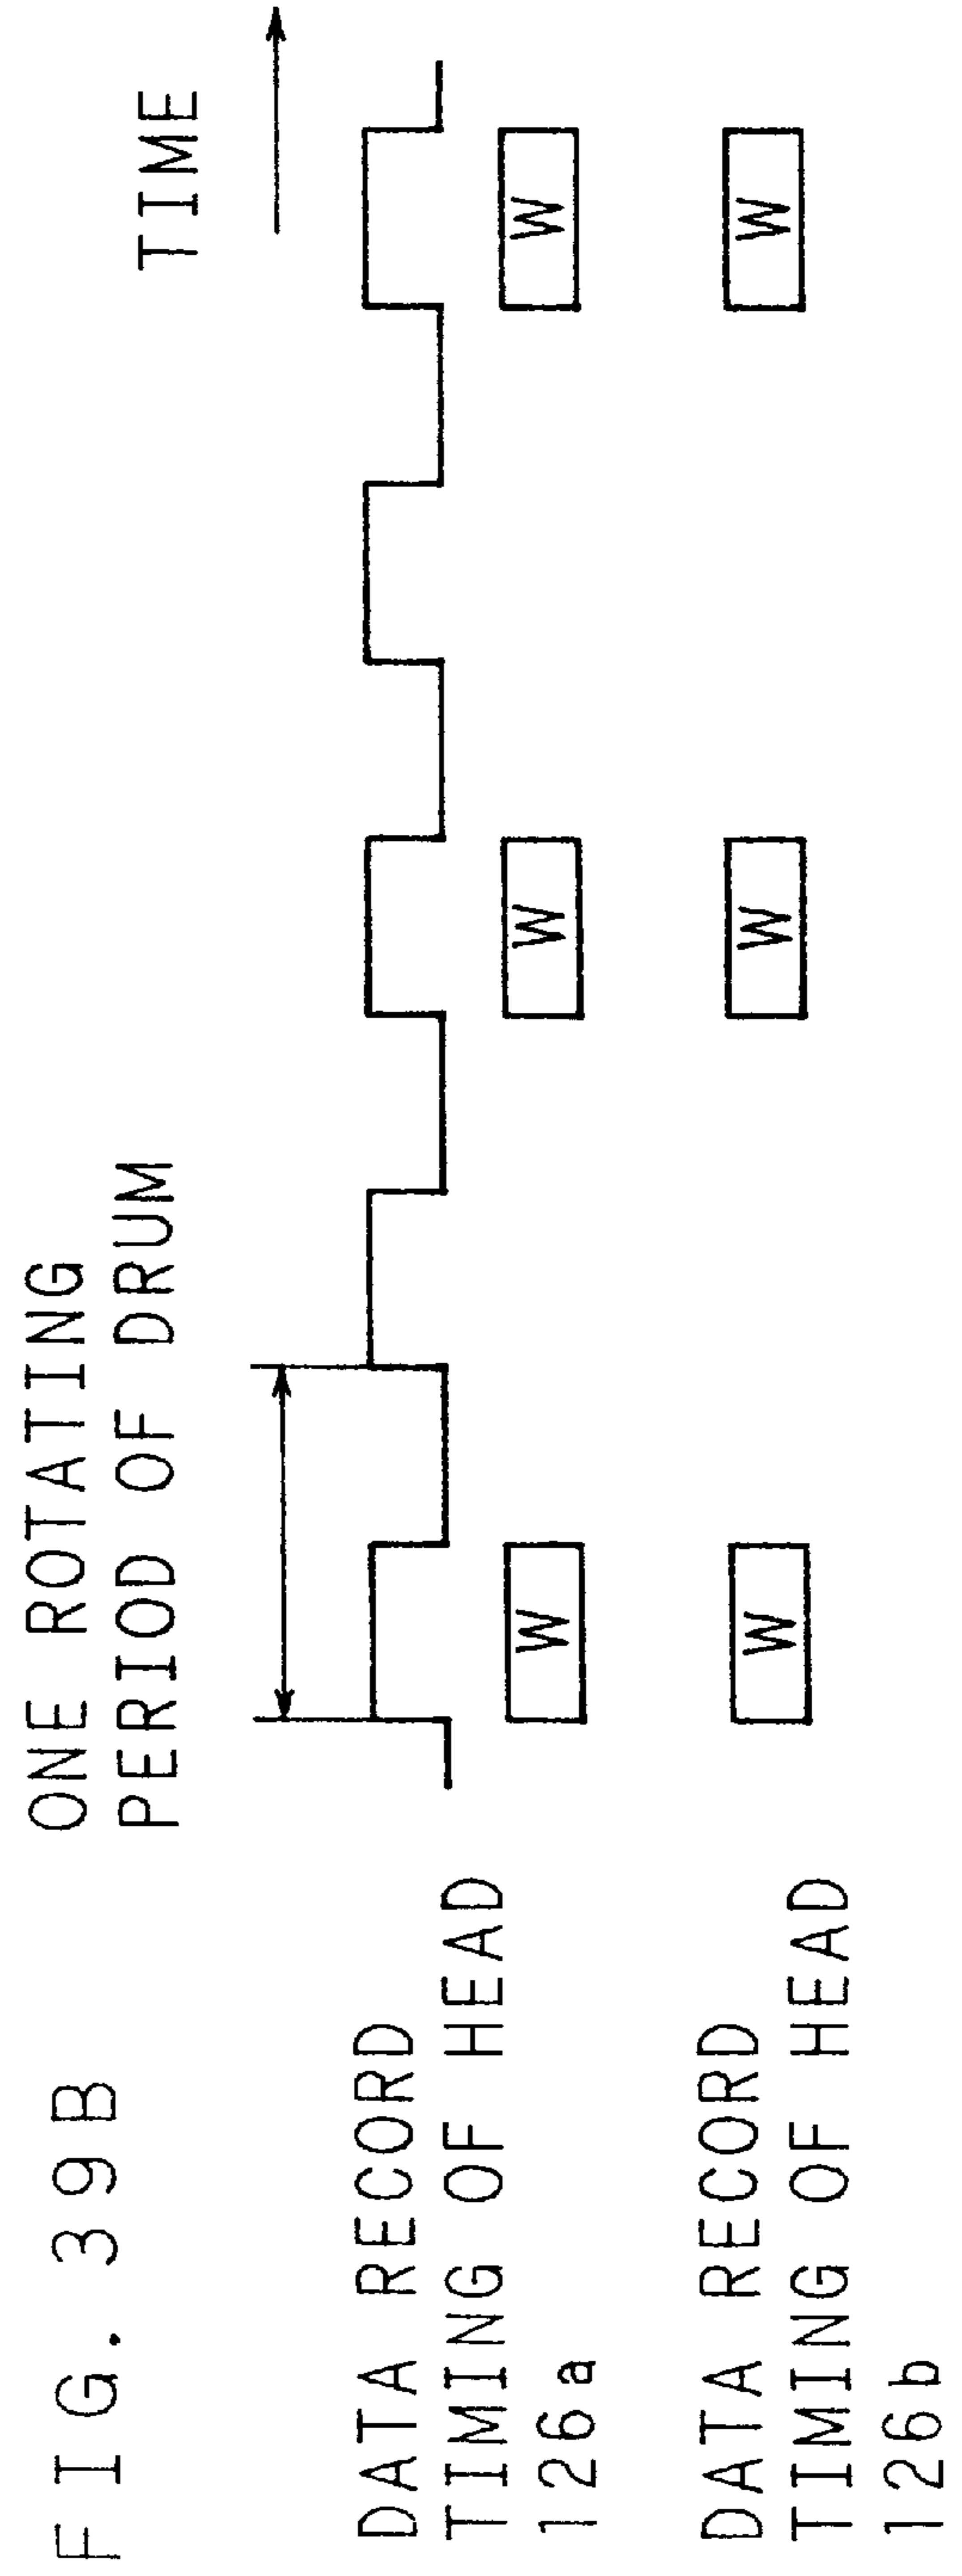 FIG. 39B
ONE ROTATING
PERIOD OF DRUM
TIME
DATA RECORD
TIMING OF HEAD
126a
W W W
DATA RECORD
TIMING OF HEAD
126b
W W W